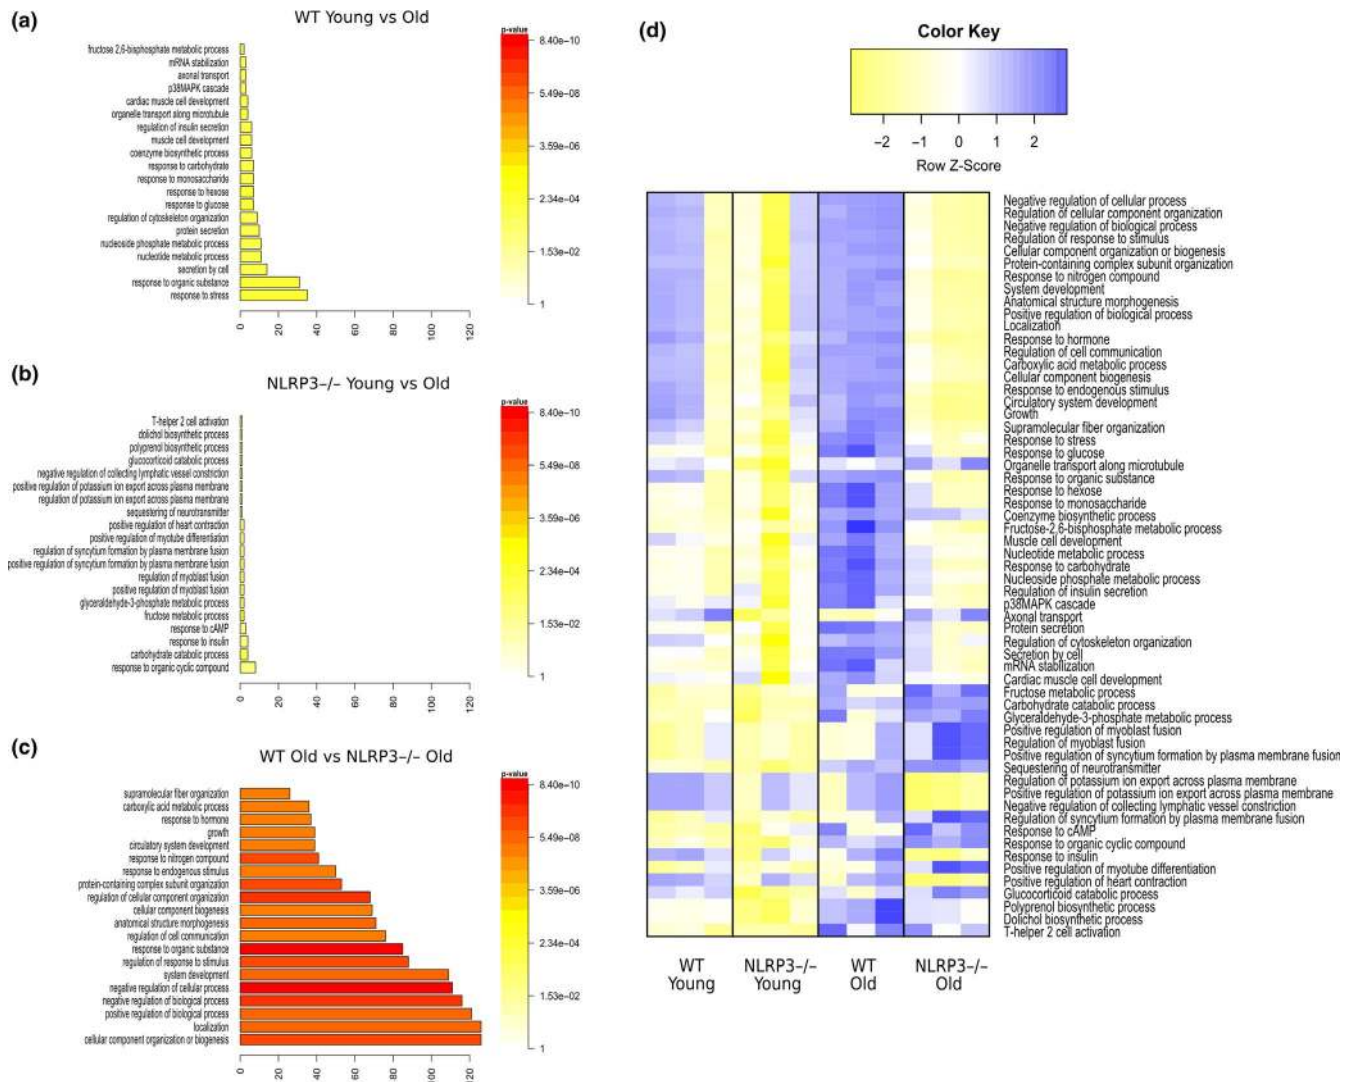 (a)
WT Young vs Old
fructose 2,6-bisphosphate metabolic process
mRNA stabilization
axonal transport
p38MAPK cascade
cardiac muscle cell development
organelle transport along microtubule
regulation of insulin secretion
muscle cell development
coenzyme biosynthetic process
response to carbohydrate
response to monosaccharide
response to hexose
response to glucose
regulation of cytoskeleton organization
protein secretion
nucleoside phosphate metabolic process
nucleotide metabolic process
secretion by cell
response to organic substance
response to stress
0 20 40 60 80 100 120
p-value
8.40e-10
5.49e-08
3.59e-06
2.34e-04
1.53e-02
1
(b)
NLRP3-/- Young vs Old
T-helper 2 cell activation
dolichol biosynthetic process
polyprenol biosynthetic process
glucocorticoid catabolic process
negative regulation of collecting lymphatic vessel constriction
positive regulation of potassium ion export across plasma membrane
regulation of potassium ion export across plasma membrane
sequestering of neurotransmitter
positive regulation of heart contraction
positive regulation of myotube differentiation
regulation of syncytium formation by plasma membrane fusion
positive regulation of syncytium formation by plasma membrane fusion
regulation of myoblast fusion
positive regulation of myoblast fusion
glyceraldehyde-3-phosphate metabolic process
fructose metabolic process
response to cAMP
response to insulin
carbohydrate catabolic process
response to organic cyclic compound
0 20 40 60 80 100 120
p-value
8.40e-10
5.49e-08
3.59e-06
2.34e-04
1.53e-02
1
(c)
WT Old vs NLRP3-/- Old
supramolecular fiber organization
carboxylic acid metabolic process
response to hormone
growth
circulatory system development
response to nitrogen compound
response to endogenous stimulus
protein-containing complex subunit organization
regulation of cellular component organization
cellular component biogenesis
anatomical structure morphogenesis
regulation of cell communication
response to organic substance
regulation of response to stimulus
system development
negative regulation of cellular process
negative regulation of biological process
positive regulation of biological process
localization
cellular component organization or biogenesis
0 20 40 60 80 100 120
p-value
8.40e-10
5.49e-08
3.59e-06
2.34e-04
1.53e-02
1
(d)
Color Key
-2 -1 0 1 2
Row Z-Score
Negative regulation of cellular process
Regulation of cellular component organization
Negative regulation of biological process
Regulation of response to stimulus
Cellular component organization or biogenesis
Protein-containing complex subunit organization
Response to nitrogen compound
System development
Anatomical structure morphogenesis
Positive regulation of biological process
Localization
Response to hormone
Regulation of cell communication
Carboxylic acid metabolic process
Cellular component biogenesis
Response to endogenous stimulus
Circulatory system development
Growth
Supramolecular fiber organization
Response to stress
Response to glucose
Organelle transport along microtubule
Response to organic substance
Response to hexose
Response to monosaccharide
Coenzyme biosynthetic process
Fructose-2,6-bisphosphate metabolic process
Muscle cell development
Nucleotide metabolic process
Response to carbohydrate
Nucleoside phosphate metabolic process
Regulation of insulin secretion
p38MAPK cascade
Axonal transport
Protein secretion
Regulation of cytoskeleton organization
Secretion by cell
mRNA stabilization
Cardiac muscle cell development
Fructose metabolic process
Carbohydrate catabolic process
Glyceraldehyde-3-phosphate metabolic process
Positive regulation of myoblast fusion
Regulation of myoblast fusion
Positive regulation of syncytium formation by plasma membrane fusion
Sequestering of neurotransmitter
Regulation of potassium ion export across plasma membrane
Positive regulation of potassium ion export across plasma membrane
Negative regulation of collecting lymphatic vessel constriction
Regulation of syncytium formation by plasma membrane fusion
Response to cAMP
Response to organic cyclic compound
Response to insulin
Positive regulation of myotube differentiation
Positive regulation of heart contraction
Glucocorticoid catabolic process
Polyprenol biosynthetic process
Dolichol biosynthetic process
T-helper 2 cell activation
WT NLRP3-/- WT NLRP3-/-
Young Young Old Old